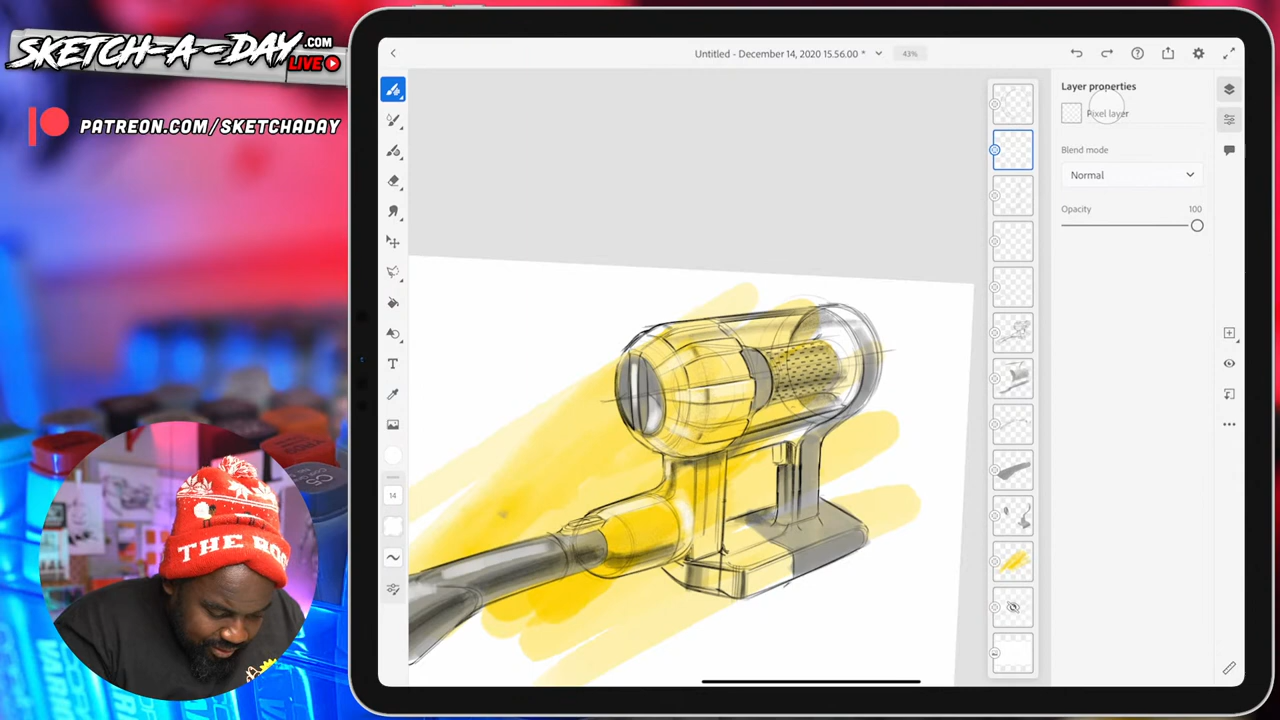 SKETCH-A-DAY.COM
LIVE
PATREON.COM/SKETCHADAY
Untitled - December 14, 2020 15.56.00 *
43%
Layer properties
Pixel layer
Blend mode
Normal
Opacity
100
14
T
THE